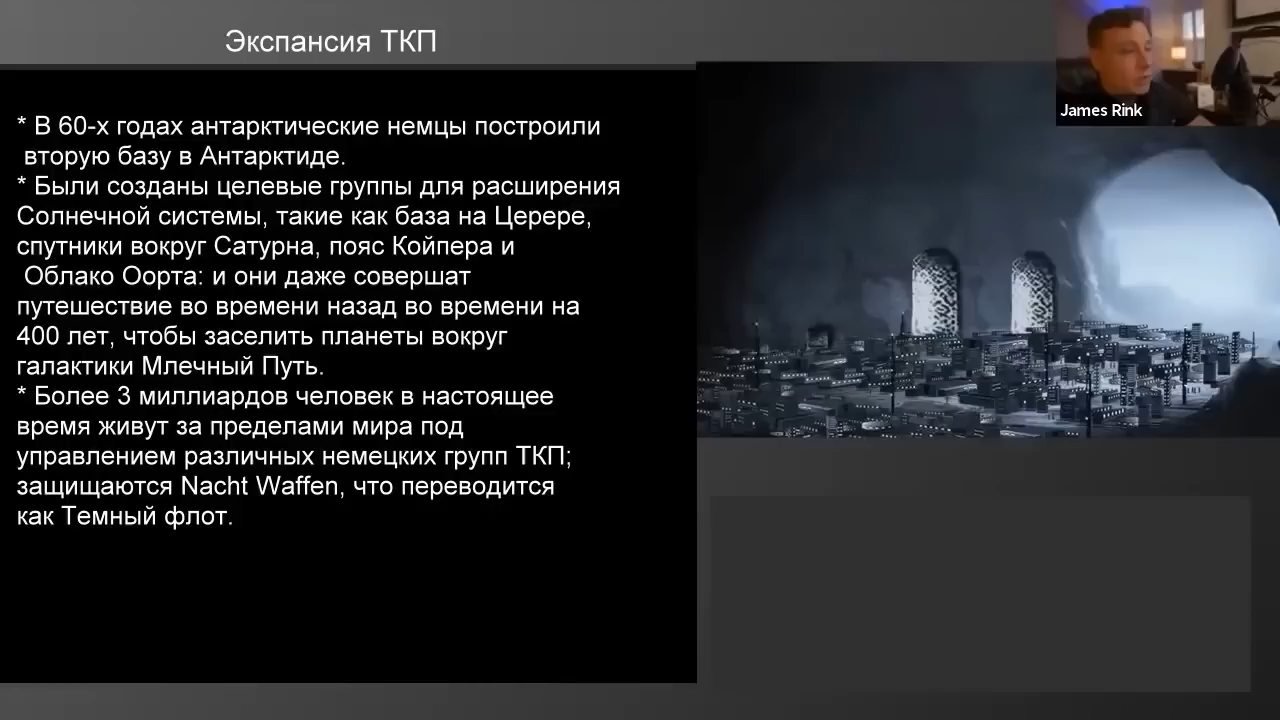 Экспансия ТКП
James Rink
* В 60-х годах антарктические немцы построили
вторую базу в Антарктиде.
* Были созданы целевые группы для расширения
Солнечной системы, такие как база на Церере,
спутники вокруг Сатурна, пояс Койпера и
Облако Оорта: и они даже совершат
путешествие во времени назад во времени на
400 лет, чтобы заселить планеты вокруг
галактики Млечный Путь.
* Более 3 миллиардов человек в настоящее
время живут за пределами мира под
управлением различных немецких групп ТКП;
защищаются Nacht Waffen, что переводится
как Темный флот.